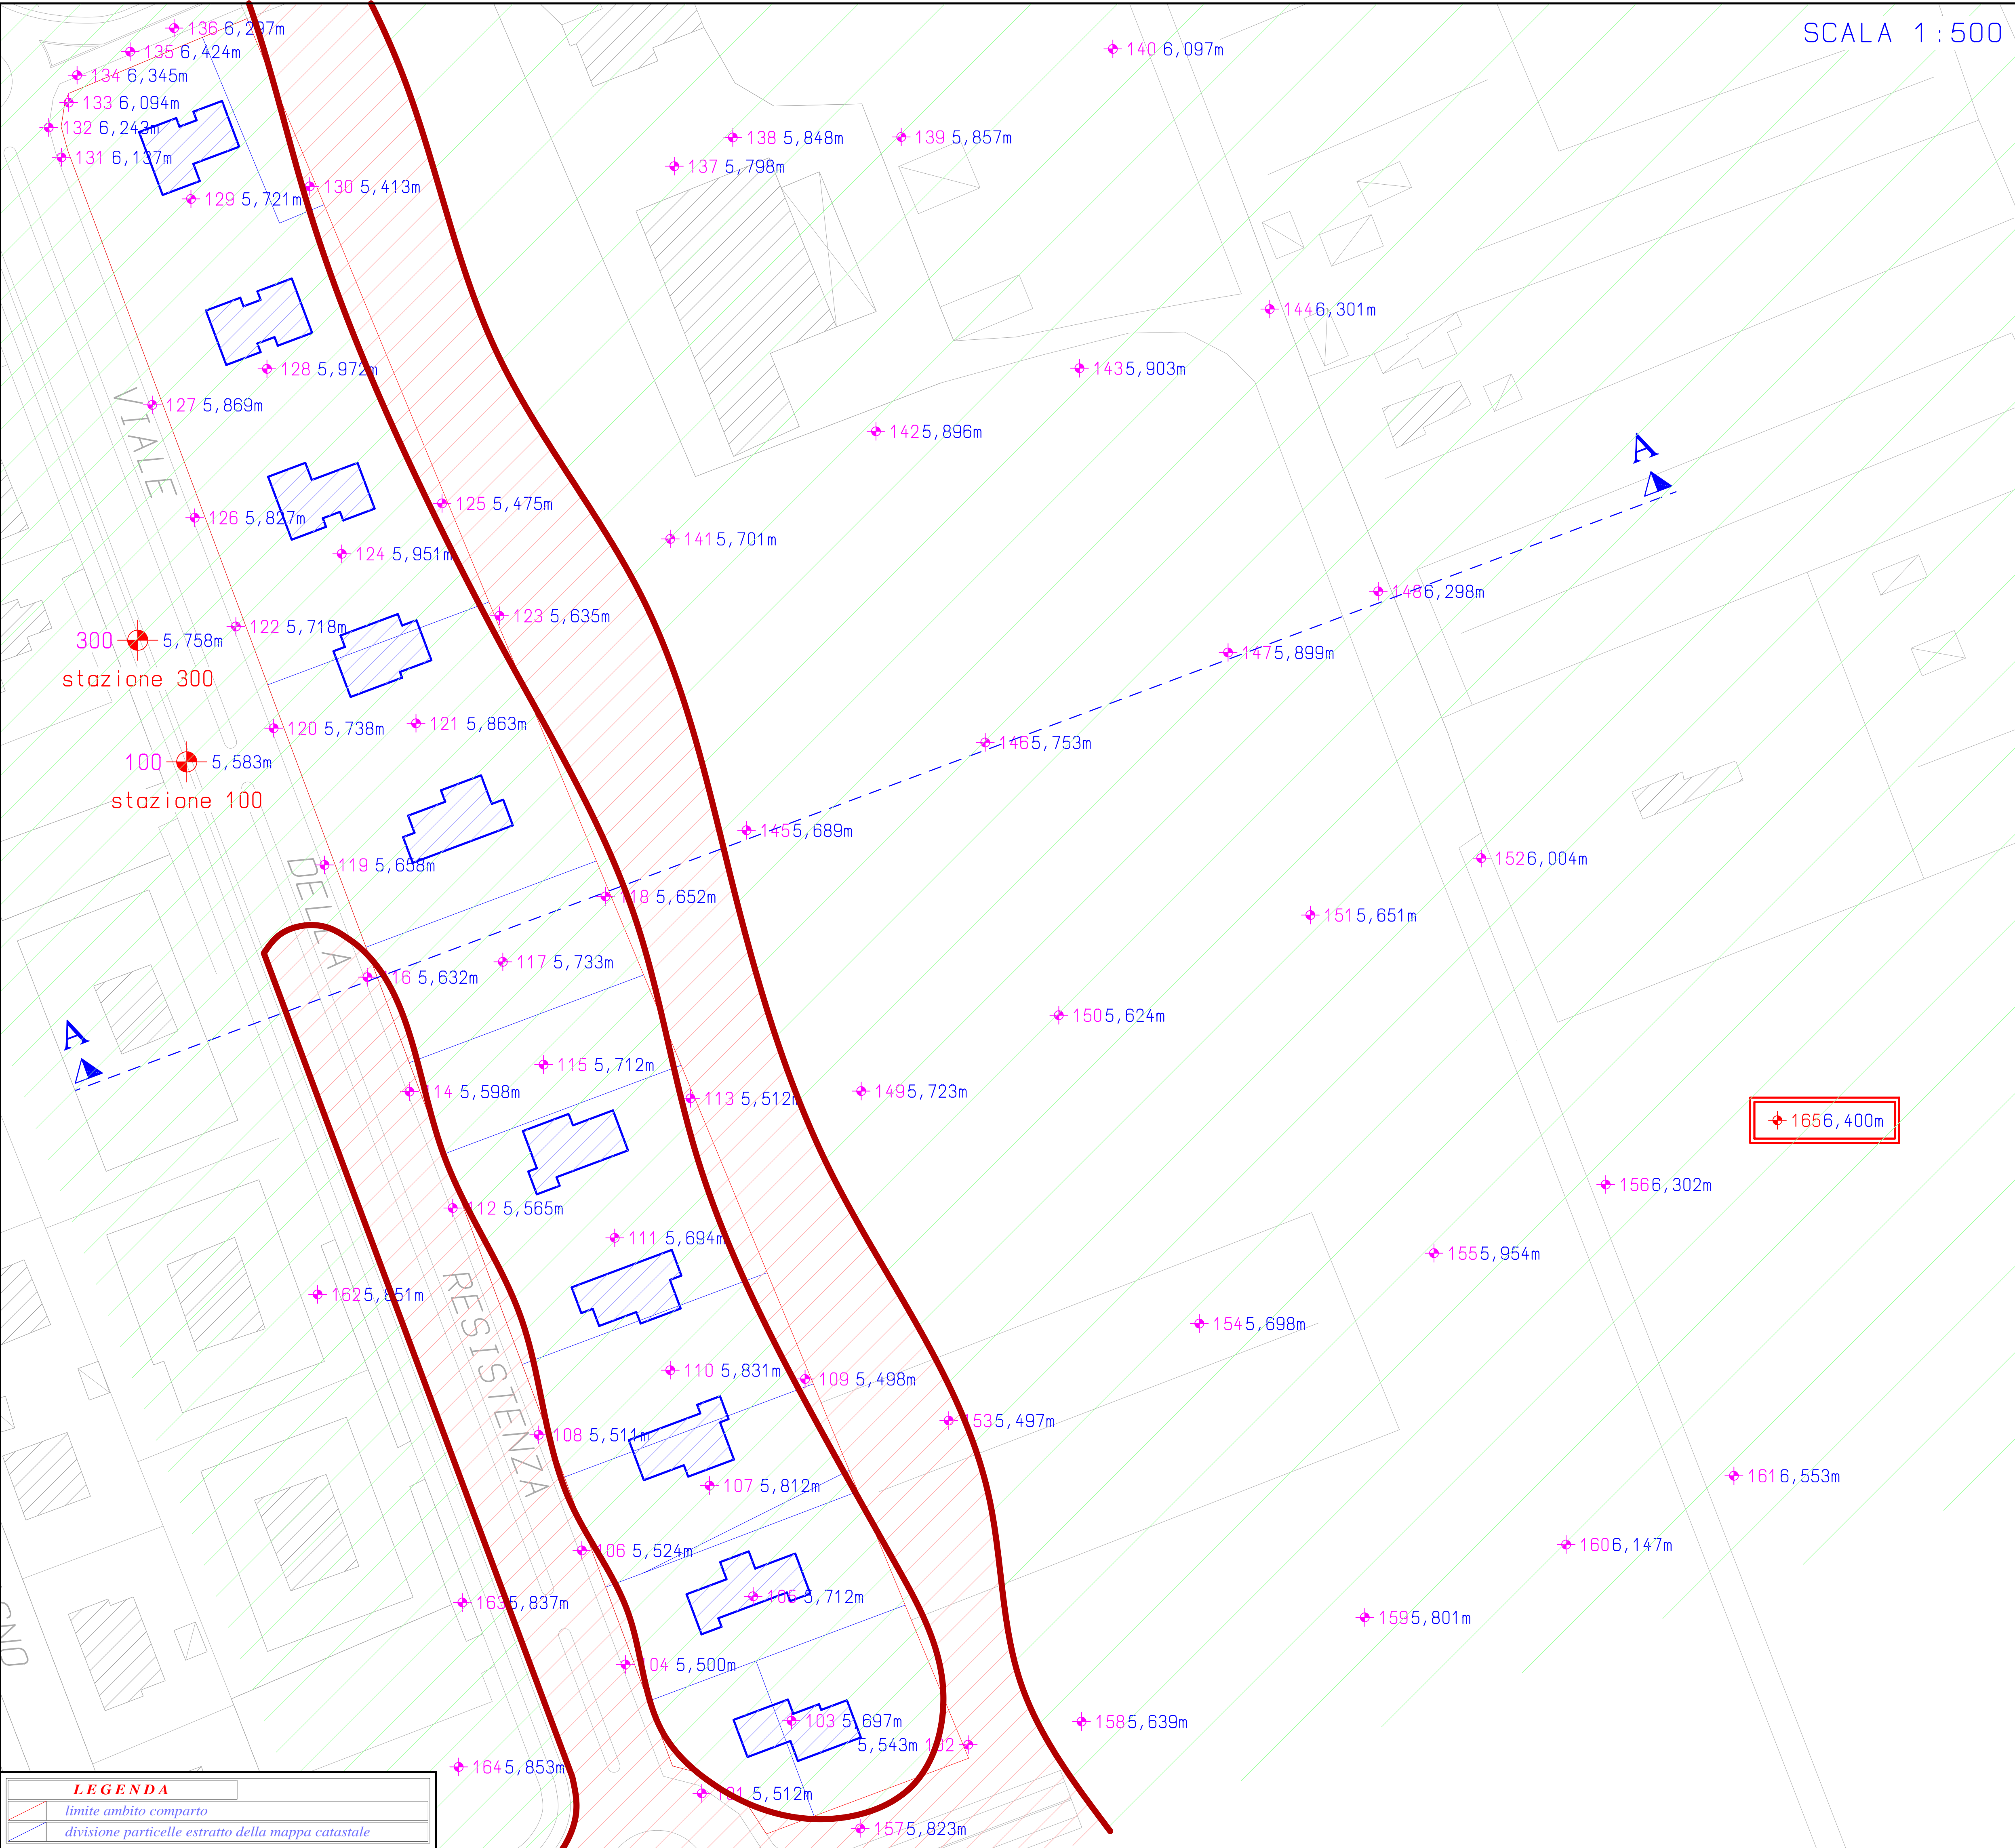 SCALA 1:500
136 6,297m
135 6,424m
134 6,345m
133 6,094m
132 6,243m
131 6,137m
129 5,721m
130 5,413m
140 6,097m
138 5,848m
139 5,857m
137 5,798m
144 6,301m
128 5,972m
143 5,903m
127 5,869m
142 5,896m
VIALE
A
125 5,475m
126 5,827m
141 5,701m
124 5,951m
148 6,298m
123 5,635m
122 5,718m
300 5,758m
stazione 300
147 5,899m
121 5,863m
120 5,738m
146 5,753m
100 5,583m
stazione 100
145 5,689m
119 5,658m
152 6,004m
DELLA
118 5,652m
151 5,651m
117 5,733m
116 5,632m
150 5,624m
A
115 5,712m
114 5,598m
113 5,512m
149 5,723m
165 6,400m
156 6,302m
112 5,565m
111 5,694m
155 5,954m
162 5,851m
RESISTENZA
154 5,698m
110 5,831m
109 5,498m
153 5,497m
108 5,511m
161 6,553m
107 5,812m
160 6,147m
106 5,524m
105 5,712m
163 5,837m
159 5,801m
104 5,500m
103 5,697m
158 5,639m
5,543m 102
164 5,853m
101 5,512m
157 5,823m
LEGENDA
limite ambito comparto
divisione particelle estratto della mappa catastale